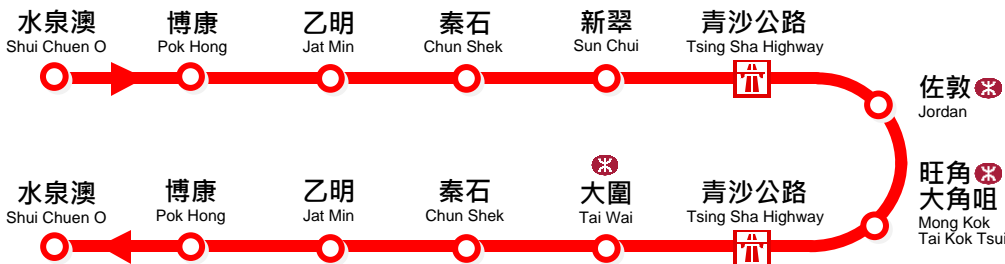 水泉澳
Shui Chuen O
博康
Pok Hong
乙明
Jat Min
秦石
Chun Shek
新翠
Sun Chui
青沙公路
Tsing Sha Highway
佐敦
Jordan
旺角
大角咀
Mong Kok
Tai Kok Tsui
水泉澳
Shui Chuen O
博康
Pok Hong
乙明
Jat Min
秦石
Chun Shek
大圍
Tai Wai
青沙公路
Tsing Sha Highway